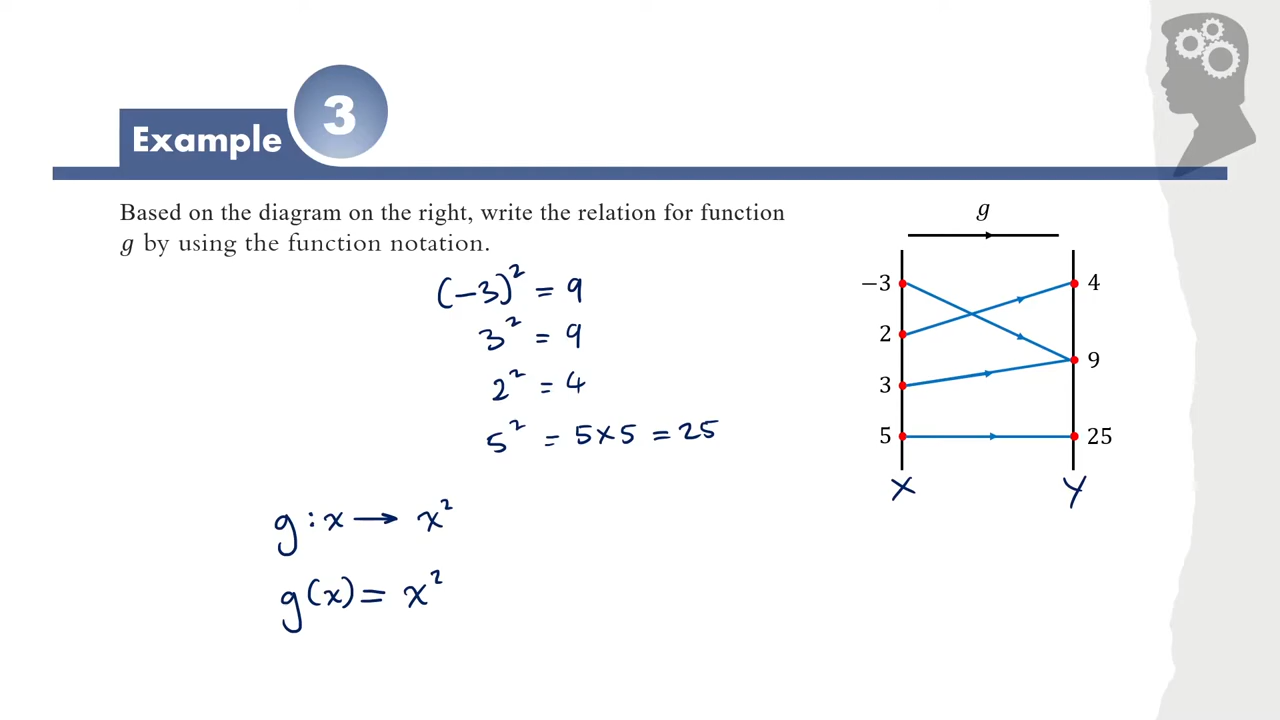 Example 3
Based on the diagram on the right, write the relation for function
g by using the function notation.
(−3)² = 9
3² = 9
2² = 4
5² = 5×5 = 25
g : x → x²
g(x) = x²
g
−3
2
3
5
X
4
9
25
Y